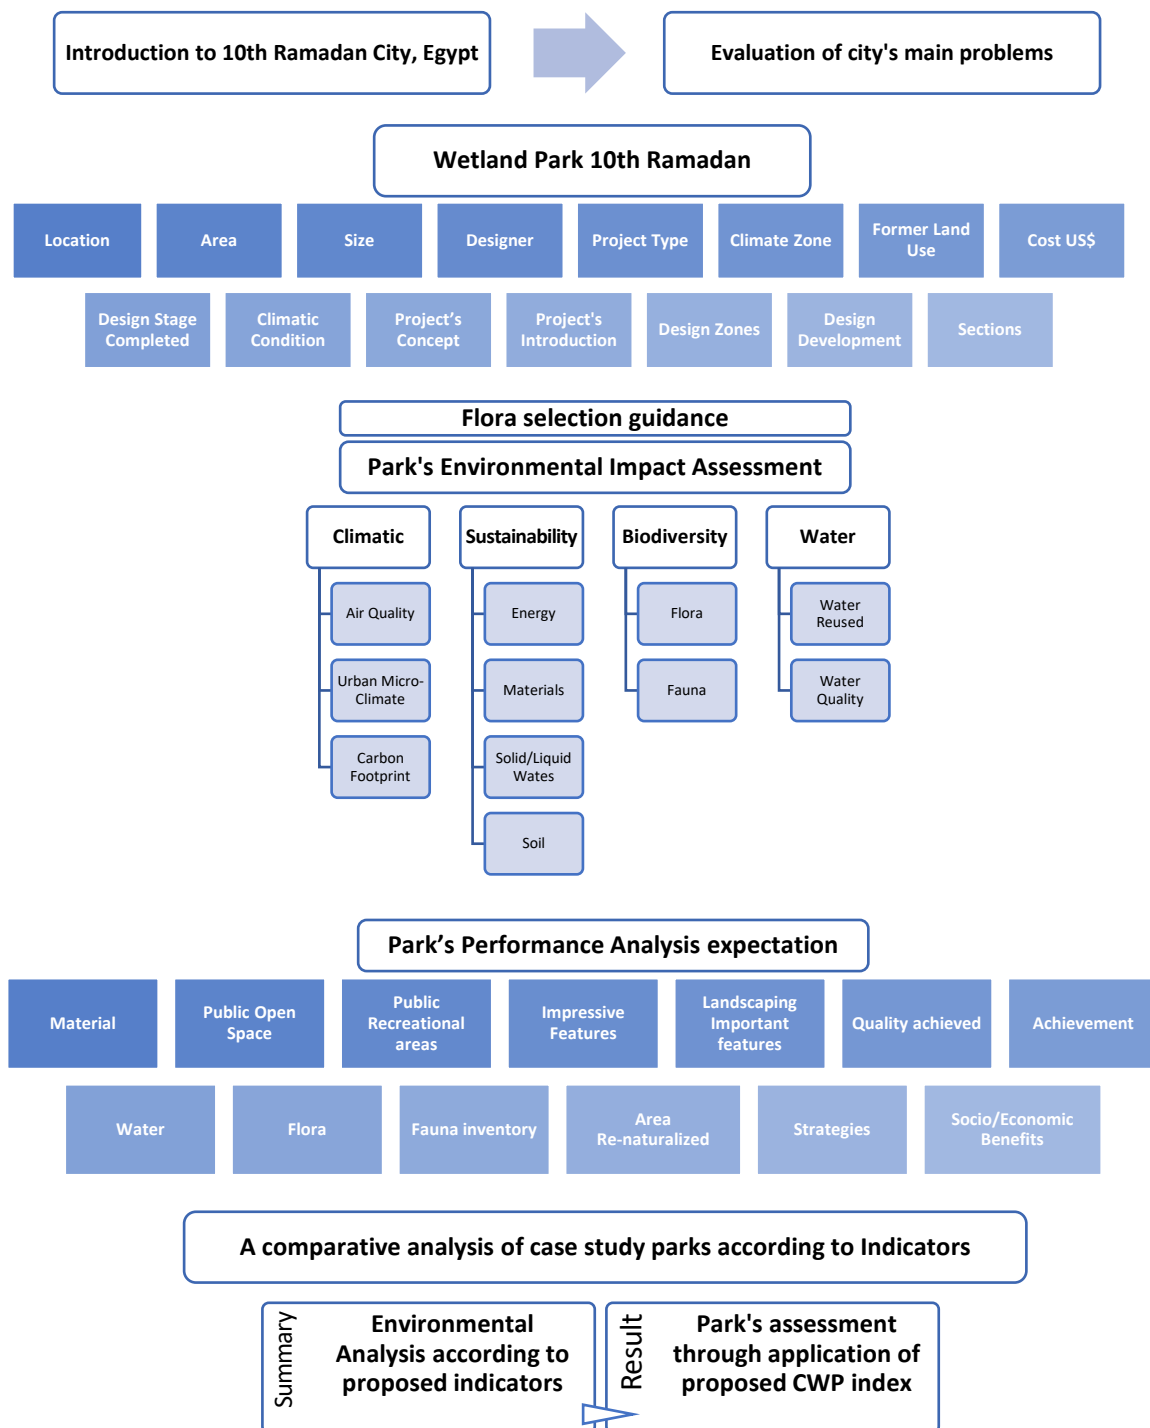 Introduction to 10th Ramadan City, Egypt
Evaluation of city's main problems
Wetland Park 10th Ramadan
Location
Area
Size
Designer
Project Type
Climate Zone
Former Land
Use
Cost US$
Design Stage
Completed
Climatic
Condition
Project’s
Concept
Project's
Introduction
Design Zones
Design
Development
Sections
Flora selection guidance
Park's Environmental Impact Assessment
Climatic
Air Quality
Urban Micro-
Climate
Carbon
Footprint
Sustainability
Energy
Materials
Solid/Liquid
Wates
Soil
Biodiversity
Flora
Fauna
Water
Water
Reused
Water
Quality
Park’s Performance Analysis expectation
Material
Public Open
Space
Public
Recreational
areas
Impressive
Features
Landscaping
Important
features
Quality achieved
Achievement
Water
Flora
Fauna inventory
Area
Re-naturalized
Strategies
Socio/Economic
Benefits
A comparative analysis of case study parks according to Indicators
Summary
Environmental
Analysis according to
proposed indicators
Result
Park's assessment
through application of
proposed CWP index